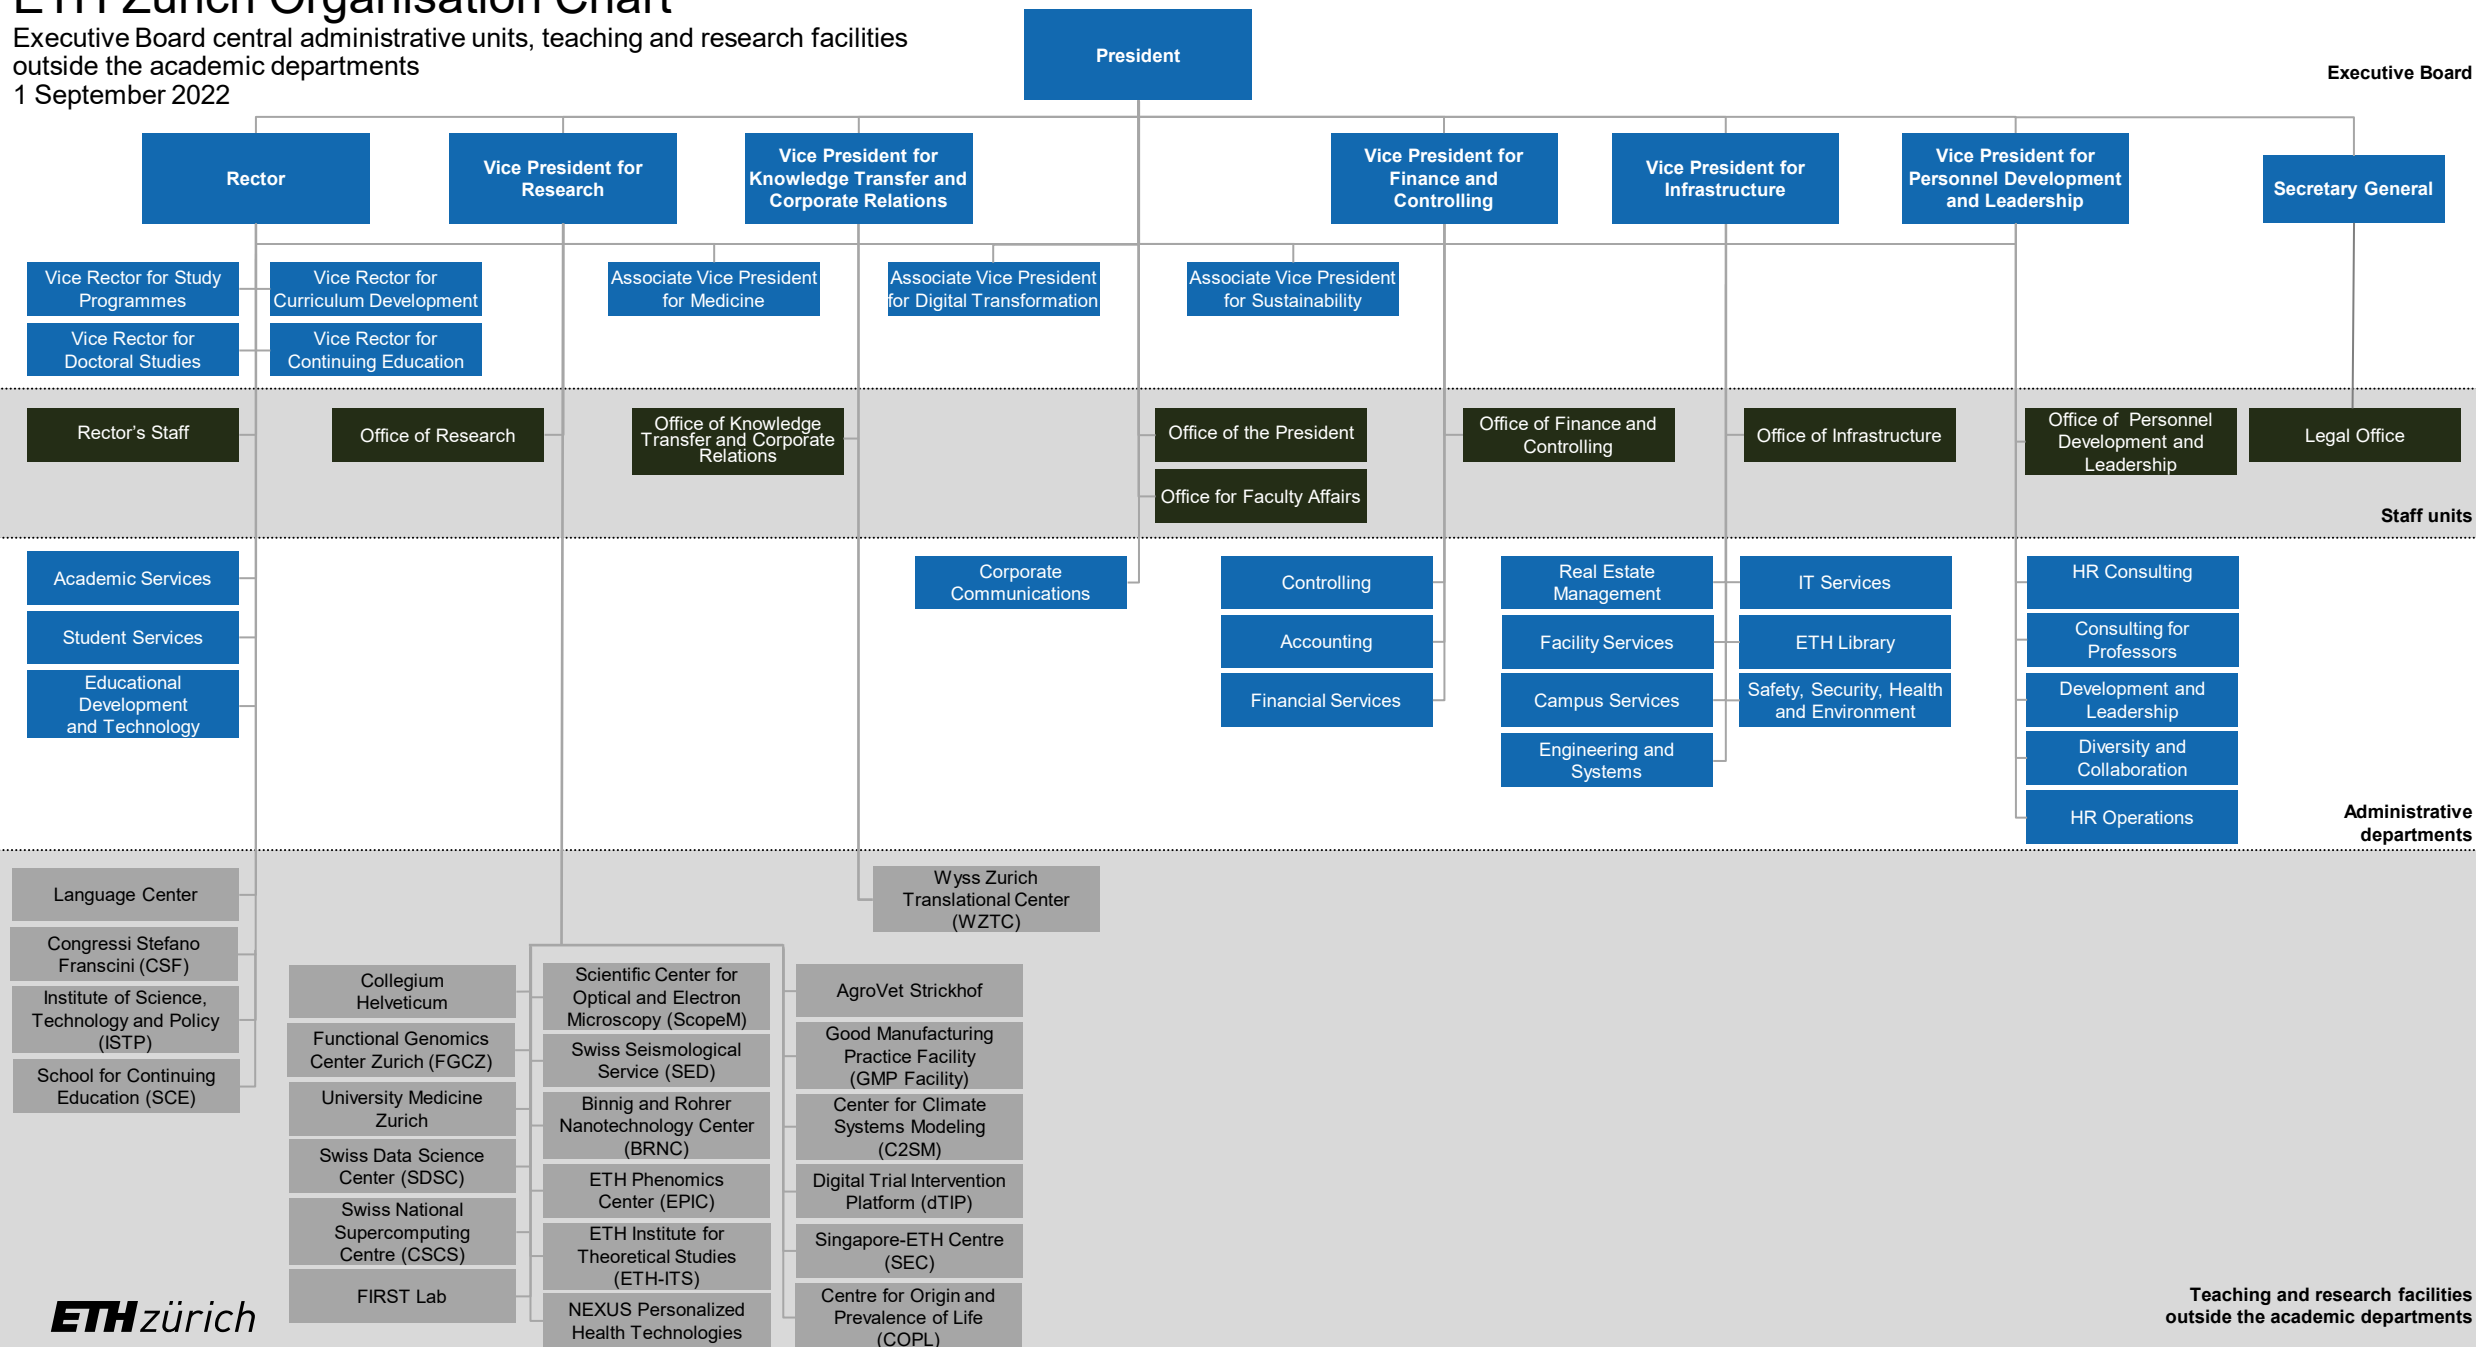 ETH Zürich Organisation Chart
Executive Board central administrative units, teaching and research facilities
outside the academic departments
1 September 2022
President
Executive Board
Rector
Vice President for
Research
Vice President for
Knowledge Transfer and
Corporate Relations
Vice President for
Finance and
Controlling
Vice President for
Infrastructure
Vice President for
Personnel Development
and Leadership
Secretary General
Vice Rector for Study
Programmes
Vice Rector for
Curriculum Development
Associate Vice President
for Medicine
Associate Vice President
for Digital Transformation
Associate Vice President
for Sustainability
Vice Rector for
Doctoral Studies
Vice Rector for
Continuing Education
Rector’s Staff
Office of Research
Office of Knowledge
Transfer and Corporate
Relations
Office of the President
Office of Finance and
Controlling
Office of Infrastructure
Office of Personnel
Development and
Leadership
Legal Office
Office for Faculty Affairs
Staff units
Academic Services
Student Services
Educational
Development
and Technology
Corporate
Communications
Controlling
Accounting
Financial Services
Real Estate
Management
Facility Services
Campus Services
Engineering and
Systems
IT Services
ETH Library
Safety, Security, Health
and Environment
HR Consulting
Consulting for
Professors
Development and
Leadership
Diversity and
Collaboration
HR Operations
Administrative
departments
Language Center
Congressi Stefano
Franscini (CSF)
Institute of Science,
Technology and Policy
(ISTP)
School for Continuing
Education (SCE)
Wyss Zurich
Translational Center
(WZTC)
Collegium
Helveticum
Functional Genomics
Center Zurich (FGCZ)
University Medicine
Zurich
Swiss Data Science
Center (SDSC)
Swiss National
Supercomputing
Centre (CSCS)
FIRST Lab
Scientific Center for
Optical and Electron
Microscopy (ScopeM)
Swiss Seismological
Service (SED)
Binnig and Rohrer
Nanotechnology Center
(BRNC)
ETH Phenomics
Center (EPIC)
ETH Institute for
Theoretical Studies
(ETH-ITS)
NEXUS Personalized
Health Technologies
AgroVet Strickhof
Good Manufacturing
Practice Facility
(GMP Facility)
Center for Climate
Systems Modeling
(C2SM)
Digital Trial Intervention
Platform (dTIP)
Singapore-ETH Centre
(SEC)
Centre for Origin and
Prevalence of Life
(COPL)
ETH zürich
Teaching and research facilities
outside the academic departments